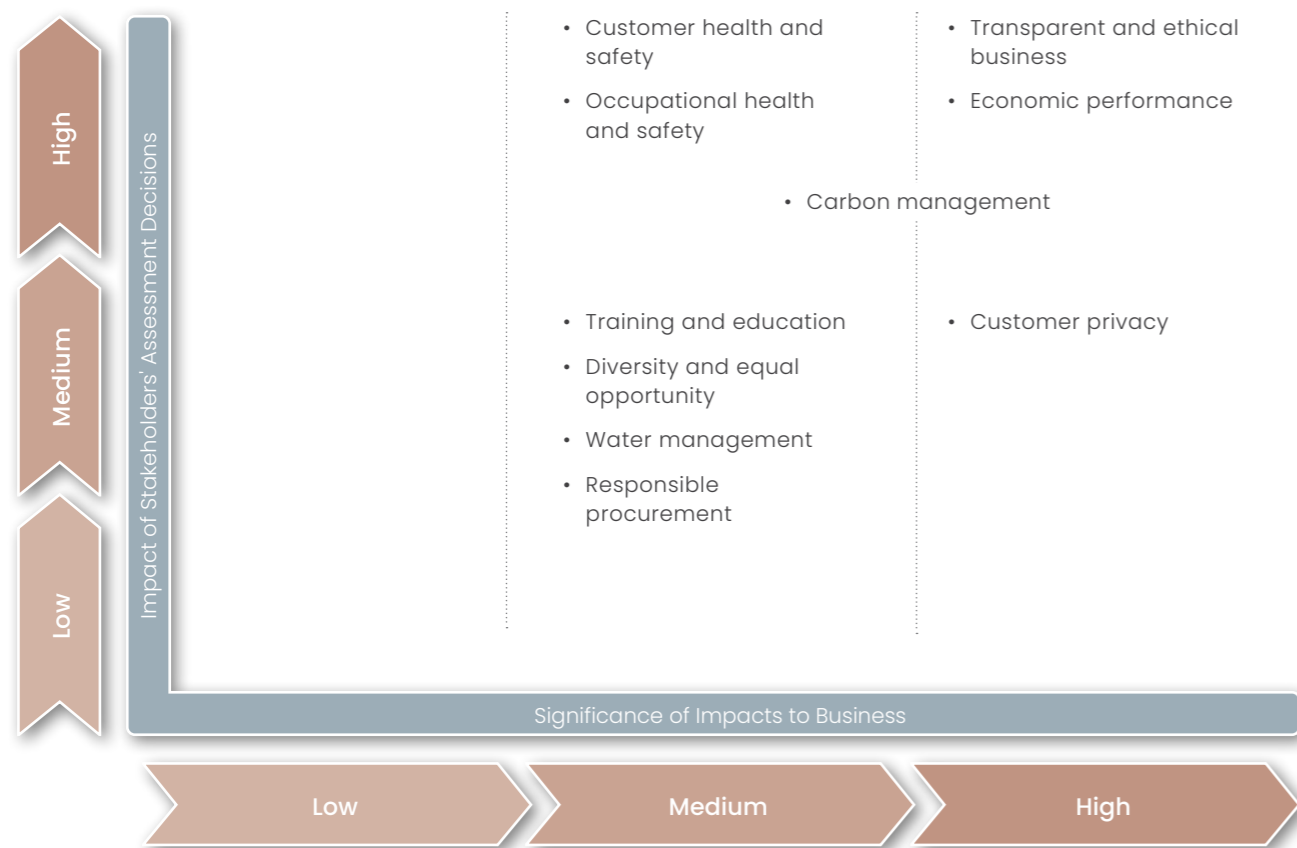 High
Medium
Low
Impact of Stakeholders' Assessment Decisions
• Customer health and
safety
• Occupational health
and safety
• Transparent and ethical
business
• Economic performance
• Carbon management
• Training and education
• Diversity and equal
opportunity
• Water management
• Responsible
procurement
• Customer privacy
Significance of Impacts to Business
Low
Medium
High